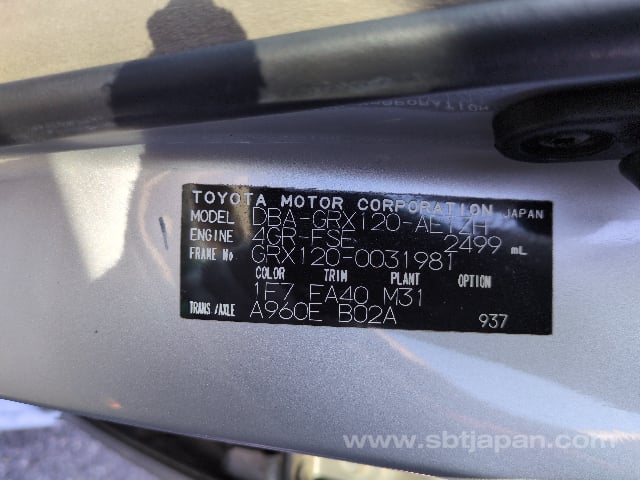 TOYOTA MOTOR CORPORATION JAPAN
MODEL DBA-GRX120-AETZH
ENGINE 4GR-FSE 2499 mL
FRAME No GRX120-0031981
COLOR TRIM PLANT OPTION
1F7 FA40 M31
TRANS/AXLE A960E B02A 937
www.sbtjapan.com